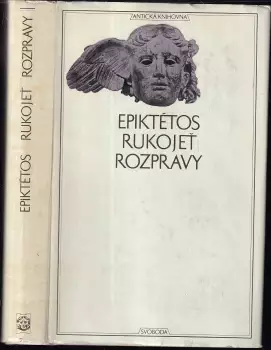 EPIKTÉTOS RUKOJEŤ ROZPRAVY
ANTICKÁ KNIHOVNA
EPIKTÉTOS
RUKOJEŤ
ROZPRAVY
SVOBODA